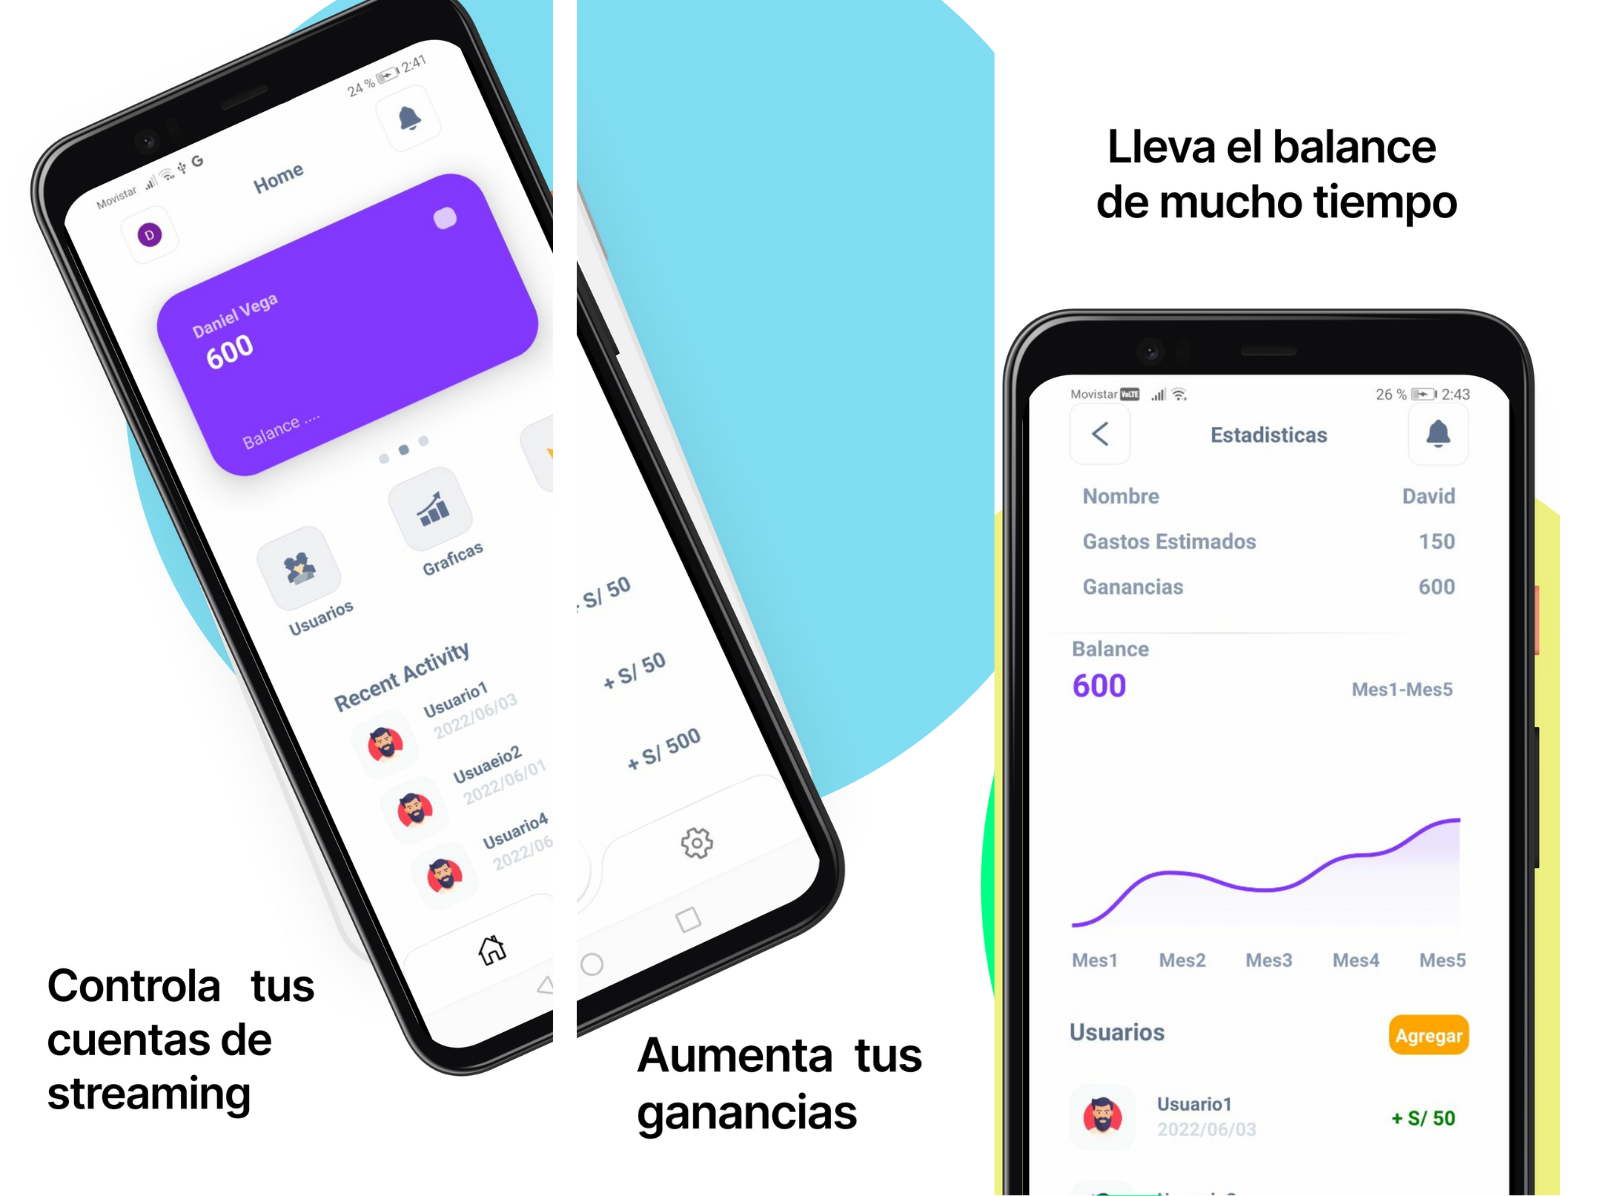 Movistar
G
24 %
2:41
Home
D
Daniel Vega
600
Balance ....
Usuarios
Graficas
Recent Activity
Usuario1
2022/06/03
Usuaeio2
2022/06/01
Usuario4
2022/06
Controla tus
cuentas de
streaming
S/ 50
+ S/ 50
+ S/ 500
Aumenta tus
ganancias
Lleva el balance
de mucho tiempo
Movistar VoLTE
26 %
2:43
Estadisticas
Nombre David
Gastos Estimados 150
Ganancias 600
Balance
600
Mes1-Mes5
Mes1 Mes2 Mes3 Mes4 Mes5
Usuarios
Agregar
Usuario1
2022/06/03
+ S/ 50